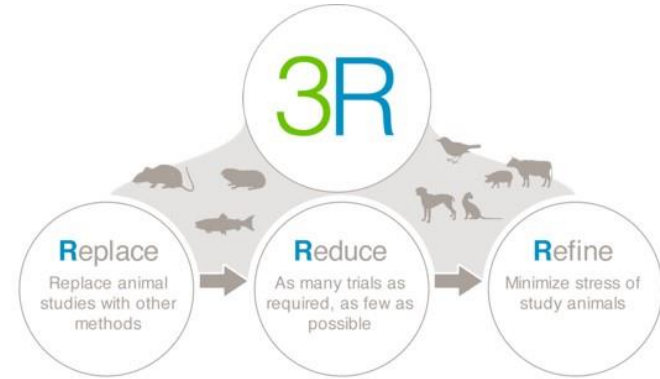 3R
Replace
Replace animal
studies with other
methods
Reduce
As many trials as
required, as few as
possible
Refine
Minimize stress of
study animals